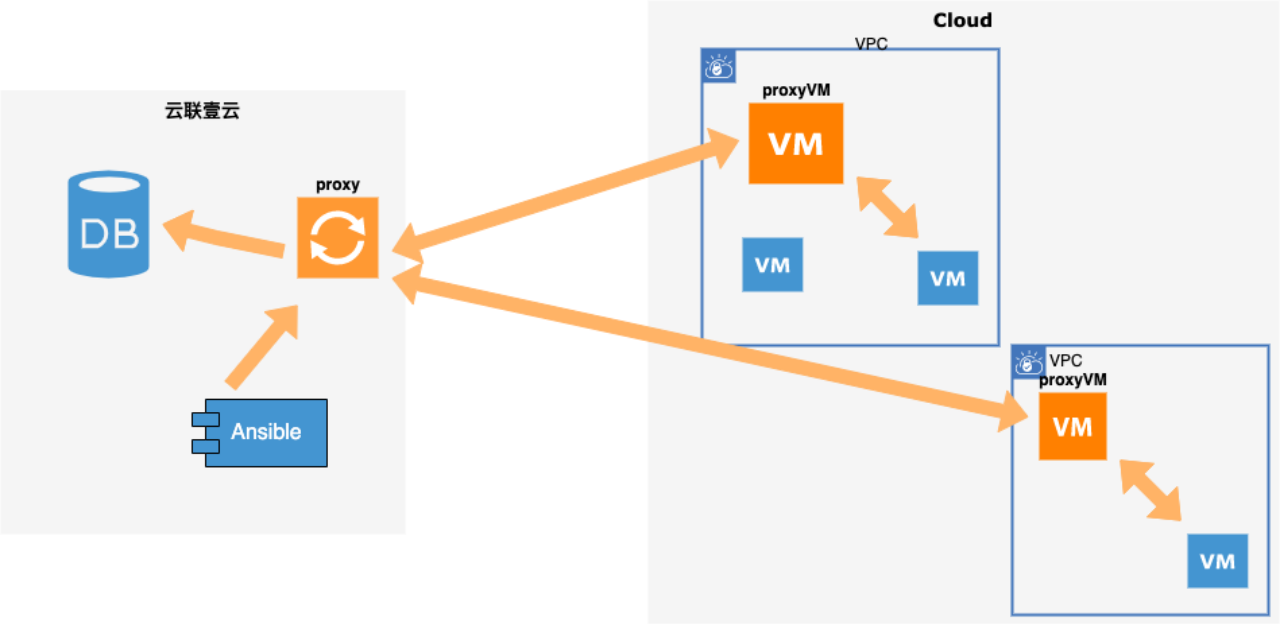 云联壹云
DB
proxy
Ansible
Cloud
VPC
proxyVM
VM
VM
VM
VPC
proxyVM
VM
VM